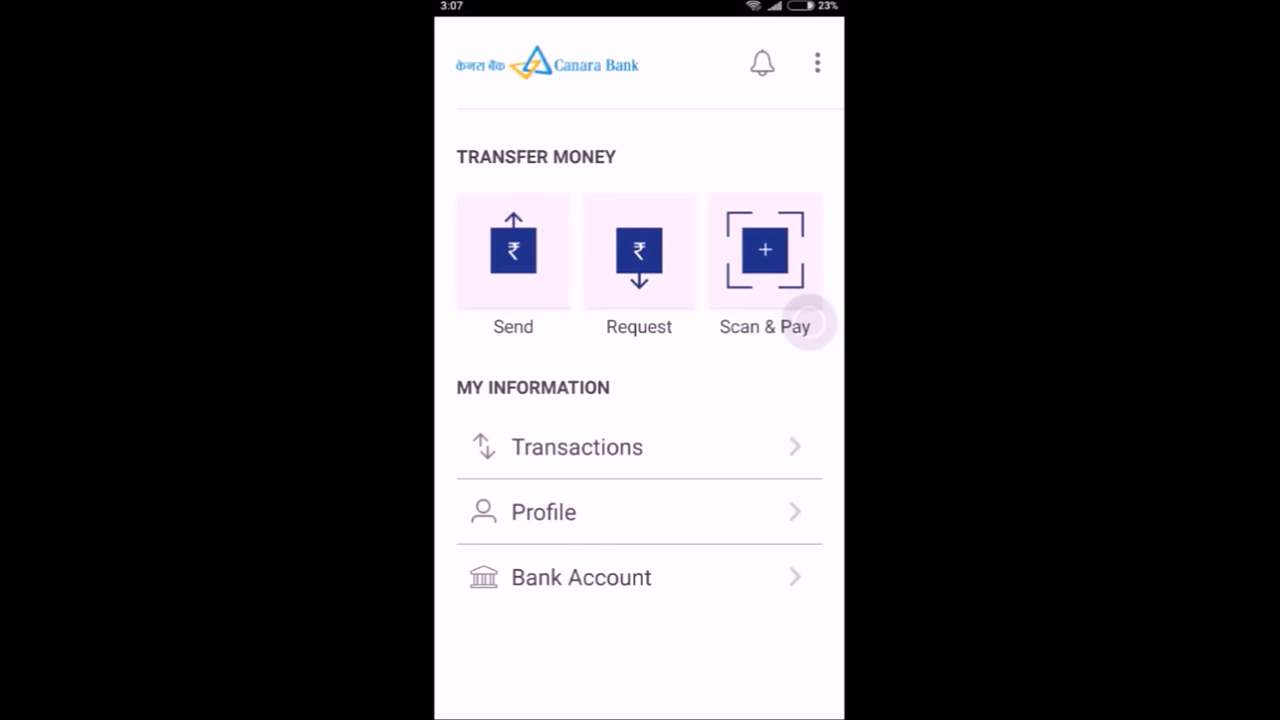 3:07 23%
केनरा बैंक Canara Bank
TRANSFER MONEY
₹ ₹ +
Send Request Scan & Pay
MY INFORMATION
Transactions
Profile
Bank Account